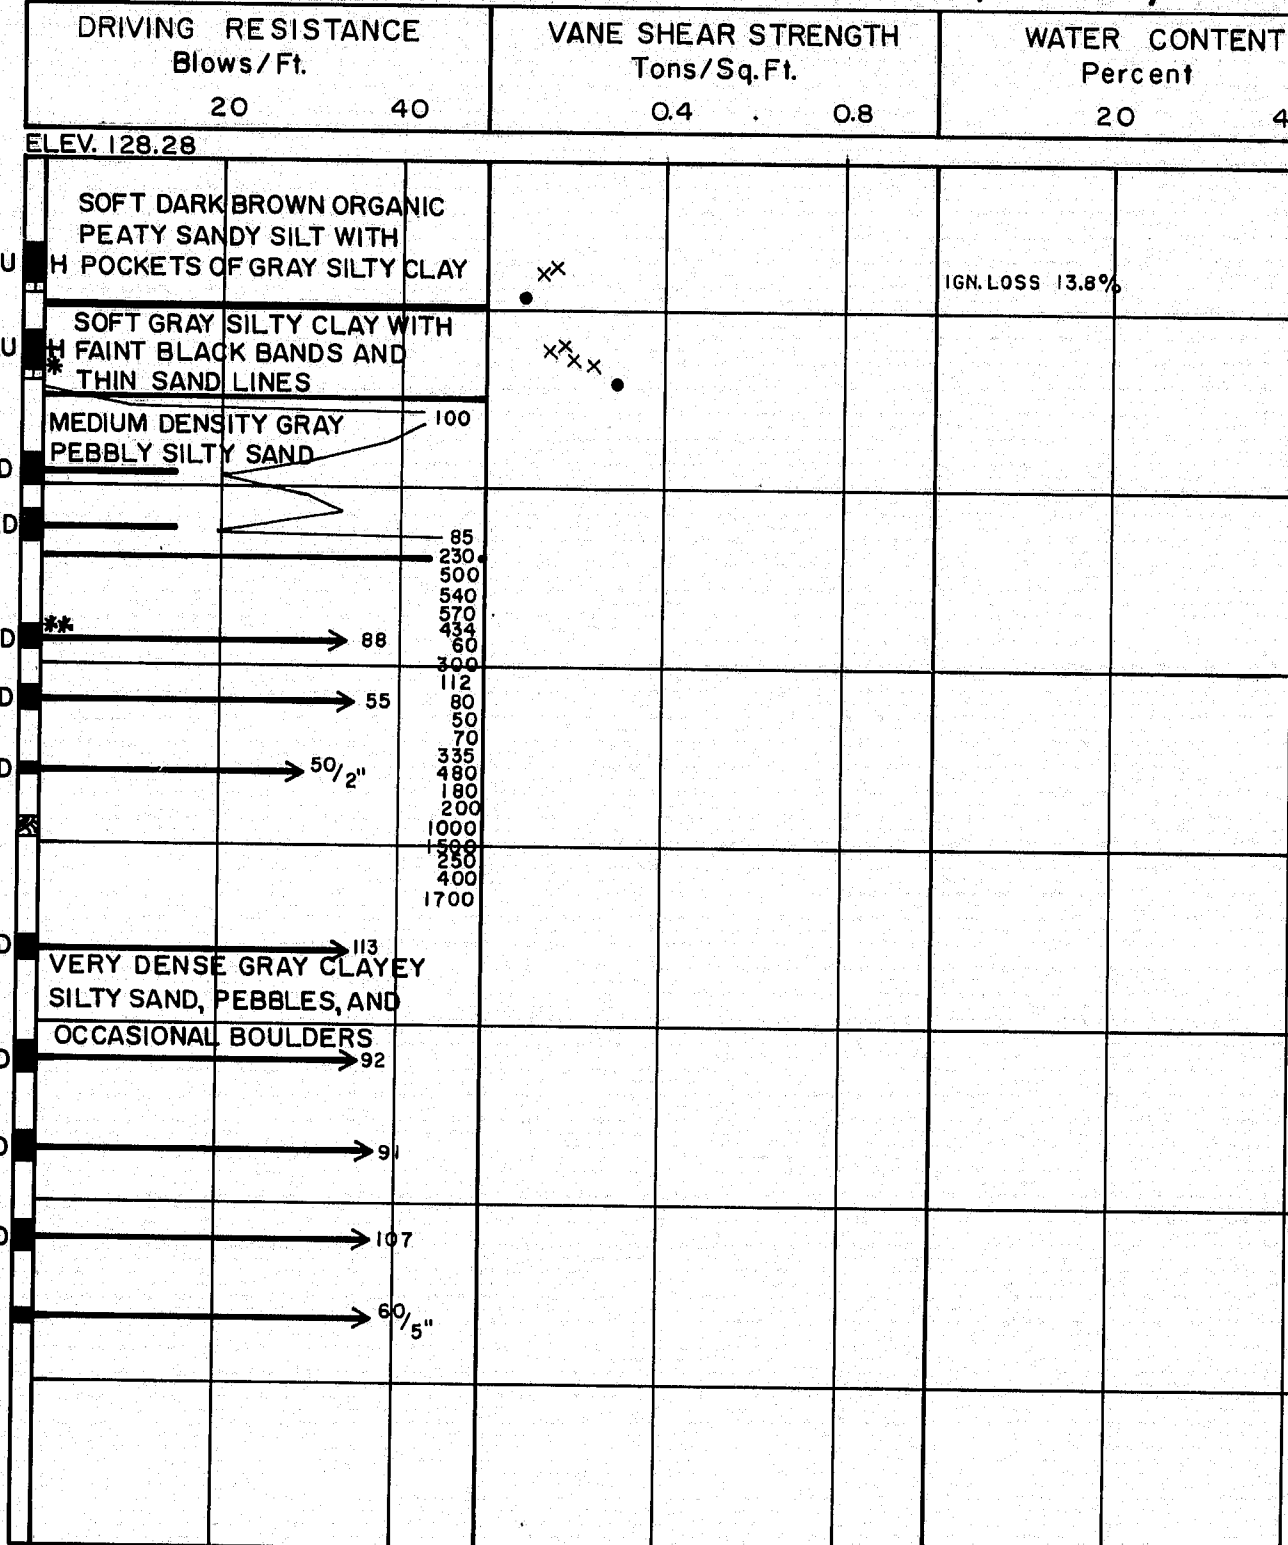 DRIVING RESISTANCE
Blows/Ft.
20 40
VANE SHEAR STRENGTH
Tons/Sq.Ft.
0.4 0.8
WATER CONTENT
Percent
20 4
ELEV. 128.28
SOFT DARK BROWN ORGANIC
PEATY SANDY SILT WITH
U H POCKETS OF GRAY SILTY CLAY
IGN. LOSS 13.8%
SOFT GRAY SILTY CLAY WITH
U H FAINT BLACK BANDS AND
* THIN SAND LINES
100
MEDIUM DENSITY GRAY
PEBBLY SILTY SAND
D
D
85
230
500
540
570
**
434
D 88
60
300
112
D 55
80
50
70
335
D 50/2"
480
180
200
1000
1500
250
400
1700
D 113
VERY DENSE GRAY CLAYEY
SILTY SAND, PEBBLES, AND
OCCASIONAL BOULDERS
D 92
D 91
D 107
60/5"